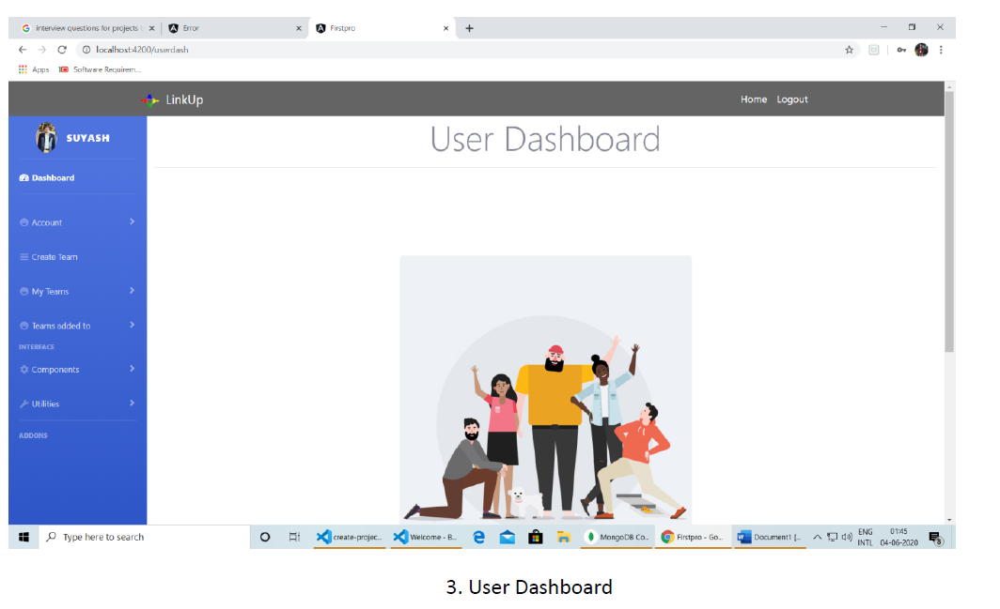 interview questions for projects
Error
Firstpro
localhost:4200/userdash
Apps
Software Requirem...
LinkUp
Home
Logout
SUYASH
User Dashboard
Dashboard
Account
Create Team
My Teams
Teams added to
INTERFACE
Components
Utilities
ADDONS
Type here to search
create-projec...
Welcome - B...
MongoDB Co...
Firstpro - Go...
Document1 [...
ENG
INTL
01:45
04-06-2020
3. User Dashboard